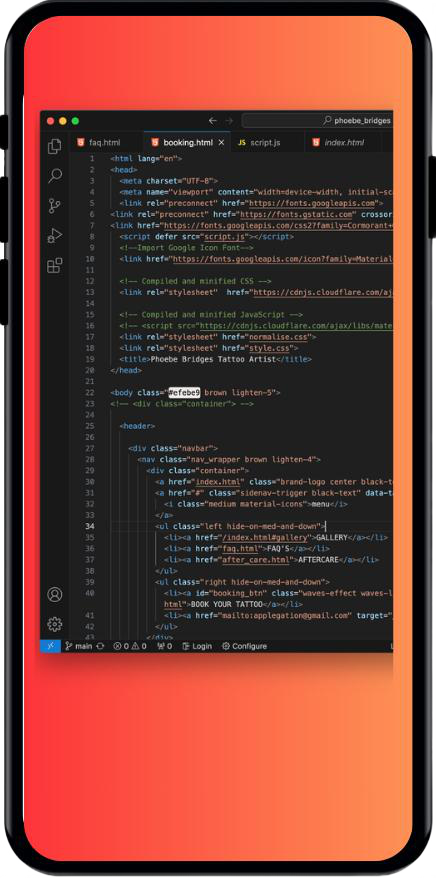 phoebe_bridges
faq.html
booking.html
JS script.js
index.html
1 <html lang="en">
2 <head>
3 <meta charset="UTF-8">
4 <meta name="viewport" content="width=device-width, initial-sc
5 <link rel="preconnect" href="https://fonts.googleapis.com">
6 <link rel="preconnect" href="https://fonts.gstatic.com" crossor
7 <link href="https://fonts.googleapis.com/css2?family=Cormorant+
8 <script defer src="script.js"></script>
9 <!--Import Google Icon Font-->
10 <link href="https://fonts.googleapis.com/icon?family=Material
11
12 <!-- Compiled and minified CSS -->
13 <link rel="stylesheet" href="https://cdnjs.cloudflare.com/aja
14
15 <!-- Compiled and minified JavaScript -->
16 <!-- <script src="https://cdnjs.cloudflare.com/ajax/libs/mate
17 <link rel="stylesheet" href="normalise.css">
18 <link rel="stylesheet" href="style.css">
19 <title>Phoebe Bridges Tattoo Artist</title>
20 </head>
21
22 <body class="#efebe9 brown lighten-5">
23 <!-- <div class="container"> -->
24
25 <header>
26
27 <div class="navbar">
28 <nav class="nav_wrapper brown lighten-4">
29 <div class="container">
30 <a href="index.html" class="brand-logo center black-t
31 <a href="#" class="sidenav-trigger black-text" data-ta
32 <i class="medium material-icons">menu</i>
33 </a>
34 <ul class="left hide-on-med-and-down">
35 <li><a href="/index.html#gallery">GALLERY</a></li>
36 <li><a href="faq.html">FAQ'S</a></li>
37 <li><a href="after_care.html">AFTERCARE</a></li>
38 </ul>
39 <ul class="right hide-on-med-and-down">
40 <li><a id="booking_btn" class="waves-effect waves-l
html">BOOK YOUR TATTOO</a></li>
41 <li><a href="mailto:applegation@gmail.com" target="
42 </ul>
43 </div>
main 0 0 0 Login Configure